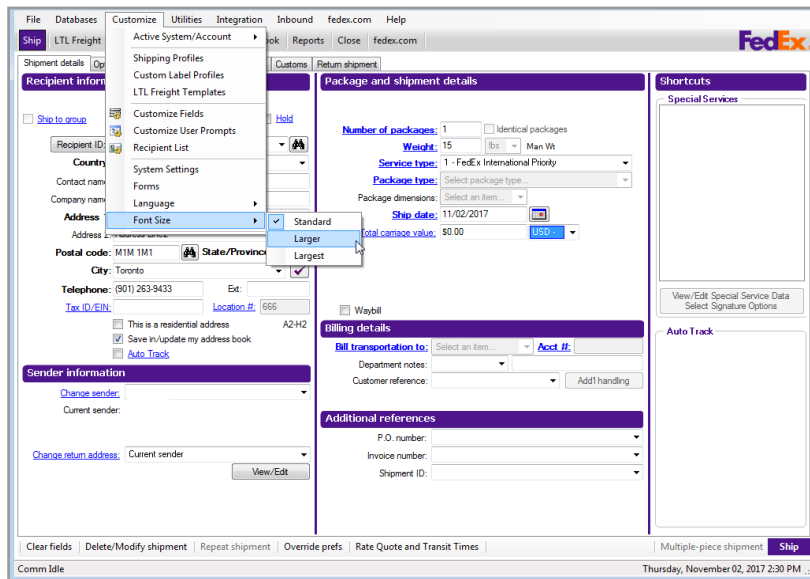 File Databases Customize Utilities Integration Inbound fedex.com Help
Ship LTL Freight ok Reports Close fedex.com
FedEx
Active System/Account
Shipping Profiles
Custom Label Profiles
LTL Freight Templates
Customize Fields
Customize User Prompts
Recipient List
System Settings
Forms
Language
Font Size
Standard
Larger
Largest
Shipment details Op Customs Return shipment
Recipient inform
Ship to group Hold
Recipient ID:
Country
Contact name
Company name
Address
Address 2:
Postal code: M1M 1M1 State/Province
City: Toronto
Telephone: (901) 263-9433 Ext:
Tax ID/EIN: Location #: 666
This is a residential address A2-H2
Save in/update my address book
Auto Track
Sender information
Change sender:
Current sender:
Change return address: Current sender
View/Edit
Package and shipment details
Number of packages: 1 Identical packages
Weight: 15 lbs Man Wt
Service type: 1 - FedEx International Priority
Package type: Select package type...
Package dimensions: Select an item...
Ship date: 11/02/2017
Total carriage value: $0.00 USD -
Waybill
Billing details
Bill transportation to: Select an item... Acct #:
Department notes:
Customer reference: Add'l handling
Additional references
P.O. number:
Invoice number:
Shipment ID:
Shortcuts
Special Services
View/Edit Special Service Data
Select Signature Options
Auto Track
Clear fields Delete/Modify shipment Repeat shipment Override prefs Rate Quote and Transit Times Multiple-piece shipment Ship
Comm Idle Thursday, November 02, 2017 2:30 PM